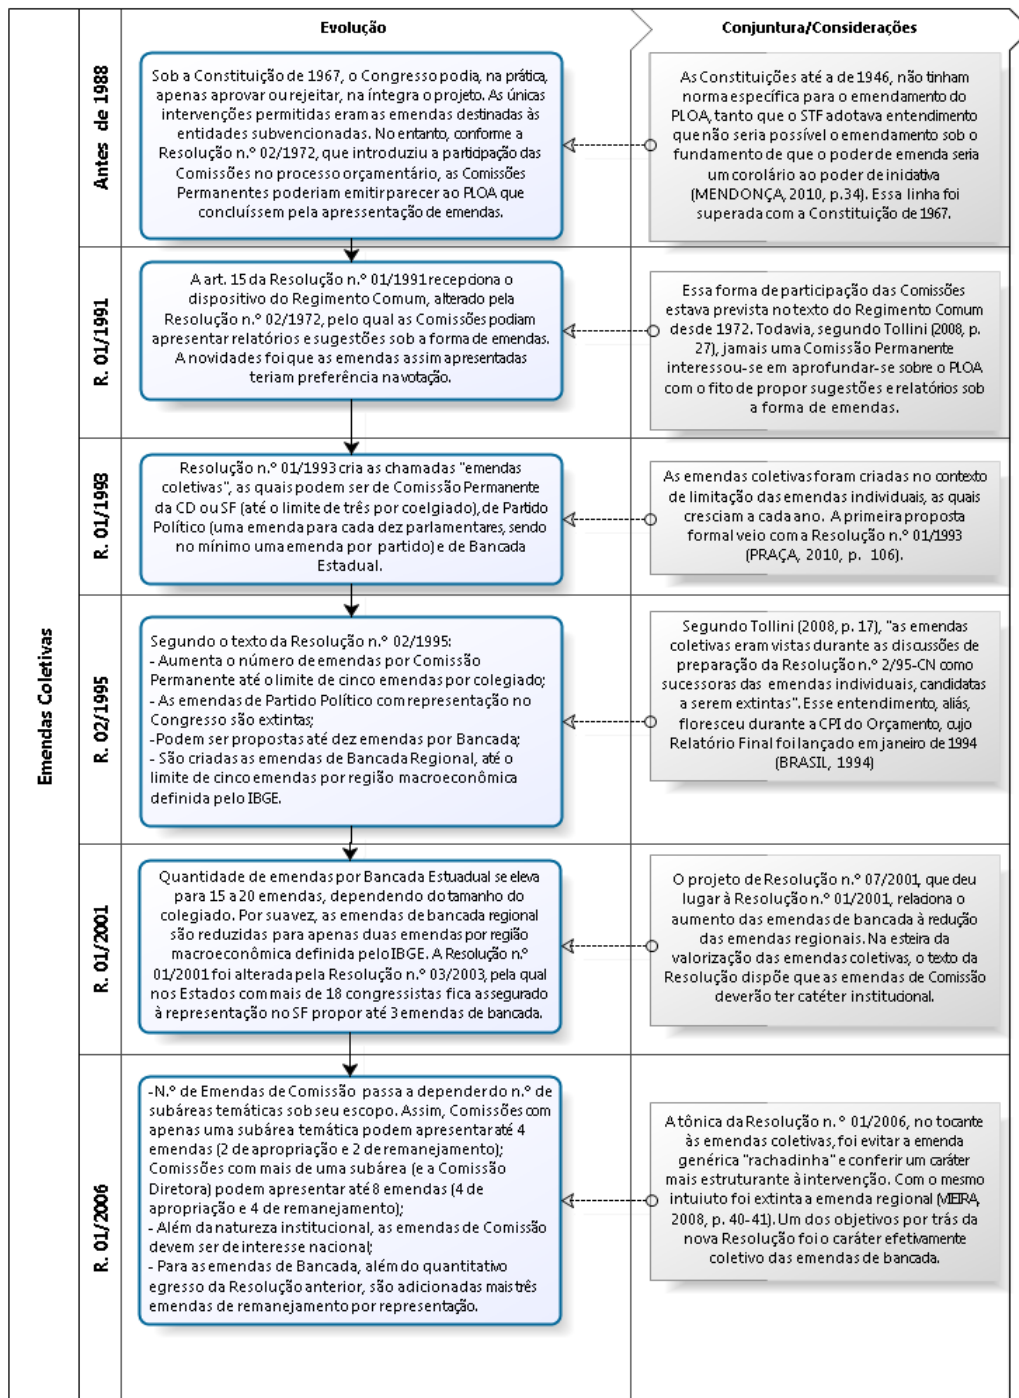 Evolução
Conjuntura/Considerações
Emendas Coletivas
Antes de 1988
Sob a Constituição de 1967, o Congresso podia, na prática,
apenas aprovar ou rejeitar, na íntegra o projeto. As únicas
intervenções permitidas eram as emendas destinadas às
entidades subvencionadas. No entanto, conforme a
Resolução n.º 02/1972, que introduziu a participação das
Comissões no processo orçamentário, as Comissões
Permanentes poderiam emitir parecer ao PLOA que
concluíssem pela apressentação de emendas.
As Constituições até a de 1946, não tinham
norma específica para o emendamento do
PLOA, tanto que o STF adotava entendimento
que não seria possível o emendamento sob o
fundamento de que o poder de emenda seria
um corolário ao poder de iniciativa
(MENDONÇA, 2010, p.34). Essa linha foi
superada com a Constituição de 1967.
R. 01/1991
A art. 15 da Resolução n.º 01/1991 recepciona o
dispositivo do Regimento Comum, alterado pela
Resolução n.º 02/1972, pelo qual as Comissões podiam
apresentar relatórios e sugestões sob a forma de emendas.
A novidades foi que as emendas assim apresentadas
teriam preferência na votação.
Essa forma de participação das Comissões
estava prevista no texto do Regimento Comum
desde 1972. Todavia, segundo Tollini (2008, p.
27), jamais uma Comissão Permanente
interessou-se em aprofundar-se sobre o PLOA
com o fito de propor sugestões e relatórios sob
a forma de emendas.
R. 01/1993
Resolução n.º 01/1993 cria as chamadas "emendas
coletivas", as quais podem ser de Comissão Permanente
da CD ou SF (até o limite de três por coelgiado), de Partido
Político (uma emenda para cada dez parlamentares, sendo
no mínimo uma emenda por partido) e de Bancada
Estadual.
As emendas coletivas foram criadas no contexto
de limitação das emendas individuais, as quais
cresciam a cada ano. A primeira proposta
formal veio com a Resolução n.º 01/1993
(PRAÇA, 2010, p. 106).
R. 02/1995
Segundo o texto da Resolução n.º 02/1995:
- Aumenta o número de emendas por Comissão
Permanente até o limite de cinco emendas por colegiado;
- As emendas de Partido Político com representação no
Congresso são extintas;
-Podem ser propostas até dez emendas por Bancada;
- São criadas as emendas de Bancada Regional, até o
limite de cinco emendas por região macroeconômica
definida pelo IBGE.
Segundo Tollini (2008, p. 17), "as emendas
coletivas eram vistas durante as discussões de
preparação da Resolução n.º 2/95-CN como
sucessoras das emendas individuais, candidatas
a serem extintas". Esse entendimento, aliás,
floresceu durante a CPI do Orçamento, cujo
Relatório Final foi lançado em janeiro de 1994
(BRASIL, 1994)
R. 01/2001
Quantidade de emendas por Bancada Estuadual se eleva
para 15 a 20 emendas, dependendo do tamanho do
colegiado. Por sua vez, as emendas de bancada regional
são reduzidas para apenas duas emendas por região
macroeconômica definida pelo IBGE. A Resolução n.º
01/2001 foi alterada pela Resolução n.º 03/2003, pela qual
nos Estados com mais de 18 congressistas fica assegurado
à representação no SF propor até 3 emendas de bancada.
O projeto de Resolução n.º 07/2001, que deu
lugar à Resolução n.º 01/2001, relaciona o
aumento das emendas de bancada à redução
das emendas regionais. Na esteira da
valorização das emendas coletivas, o texto da
Resolução dispõe que as emendas de Comissão
deverão ter catéter institucional.
R. 01/2006
-N.º de Emendas de Comissão passa a depender do n.º de
subáreas temáticas sob seu escopo. Assim, Comissões com
apenas uma subárea temática podem apresentar até 4
emendas (2 de apropriação e 2 de remanejamento);
Comissões com mais de uma subárea (e a Comissão
Diretora) podem apresentar até 8 emendas (4 de
apropriação e 4 de remanejamento);
- Além da natureza institucional, as emendas de Comissão
devem ser de interesse nacional;
- Para as emendas de Bancada, além do quantitativo
egresso da Resolução anterior, são adicionadas mais três
emendas de remanejamento por representação.
A tônica da Resolução n. º 01/2006, no tocante
às emendas coletivas, foi evitar a emenda
genérica "rachadinha" e conferir um caráter
mais estruturante à intervenção. Com o mesmo
intuiuto foi extinta a emenda regional (VIEIRA,
2008, p. 40-41). Um dos objetivos por trás da
nova Resolução foi o caráter efetivamente
coletivo das emendas de bancada.